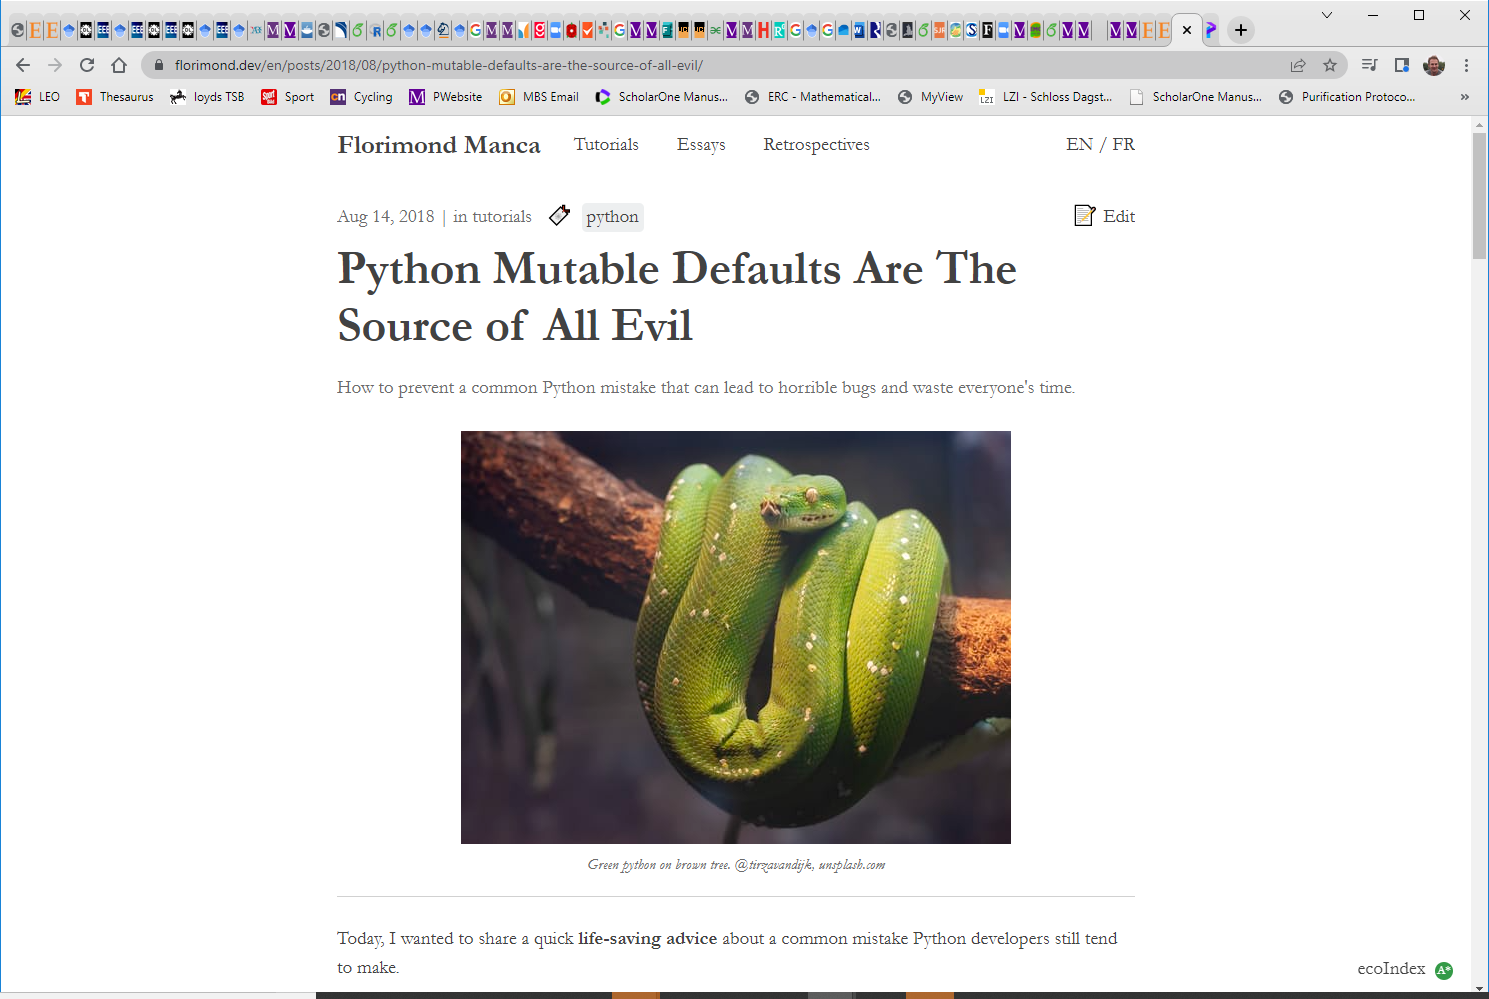 florimond.dev/en/posts/2018/08/python-mutable-defaults-are-the-source-of-all-evil/
LEO Thesaurus loyds TSB Sport Cycling PWebsite MBS Email ScholarOne Manus... ERC - Mathematical... MyView LZI - Schloss Dagst... ScholarOne Manus... Purification Protoco... »
Florimond Manca Tutorials Essays Retrospectives EN / FR
Aug 14, 2018 | in tutorials python Edit
Python Mutable Defaults Are The
Source of All Evil
How to prevent a common Python mistake that can lead to horrible bugs and waste everyone's time.
Green python on brown tree. @tirzavandijk, unsplash.com
Today, I wanted to share a quick life-saving advice about a common mistake Python developers still tend
to make.
ecoIndex A*